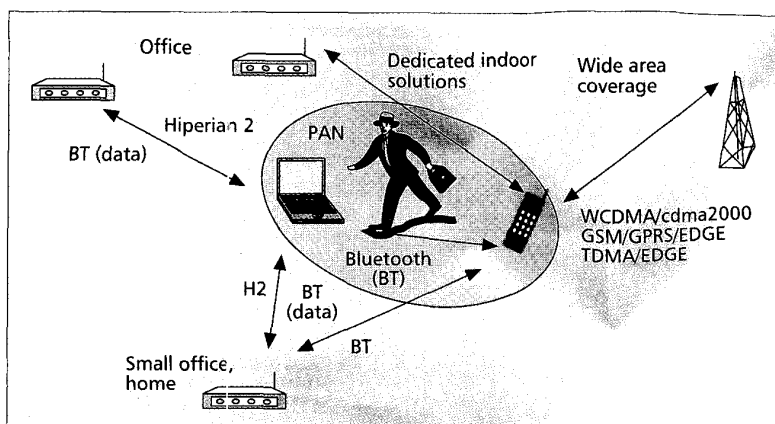 Office
Dedicated indoor
solutions
Wide area
coverage
Hiperian 2
BT (data)
PAN
WCDMA/cdma2000
GSM/GPRS/EDGE
TDMA/EDGE
Bluetooth
(BT)
H2
BT
(data)
BT
Small office,
home